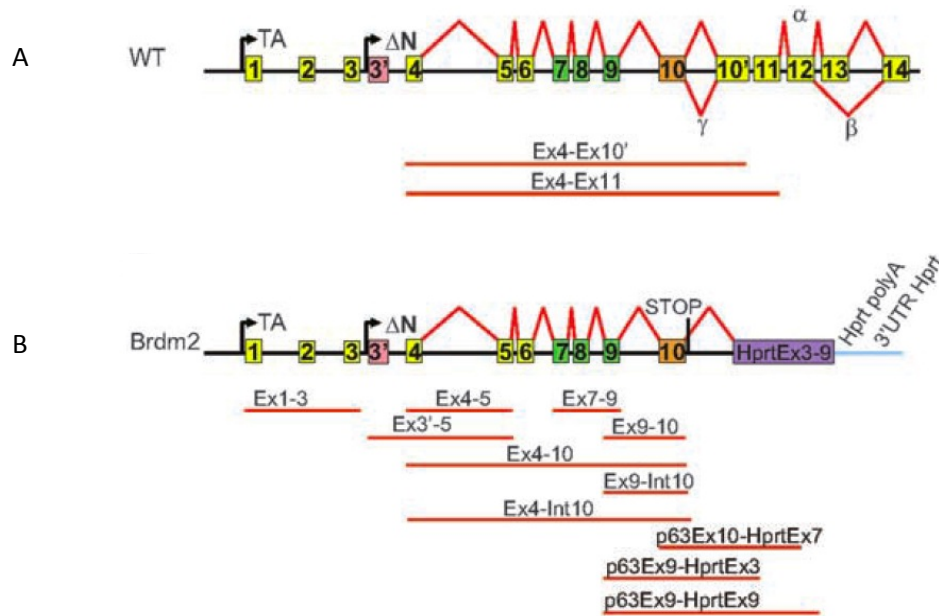 α
A WT TA ΔN
1 2 3 3' 4 5 6 7 8 9 10 10' 11 12 13 14
γ β
Ex4-Ex10'
Ex4-Ex11
Hprt polyA
3'UTR Hprt
STOP
B Brdm2 TA ΔN
1 2 3 3' 4 5 6 7 8 9 10 HprtEx3-9
Ex1-3 Ex4-5 Ex7-9
Ex3'-5 Ex9-10
Ex4-10
Ex9-Int10
Ex4-Int10
p63Ex10-HprtEx7
p63Ex9-HprtEx3
p63Ex9-HprtEx9